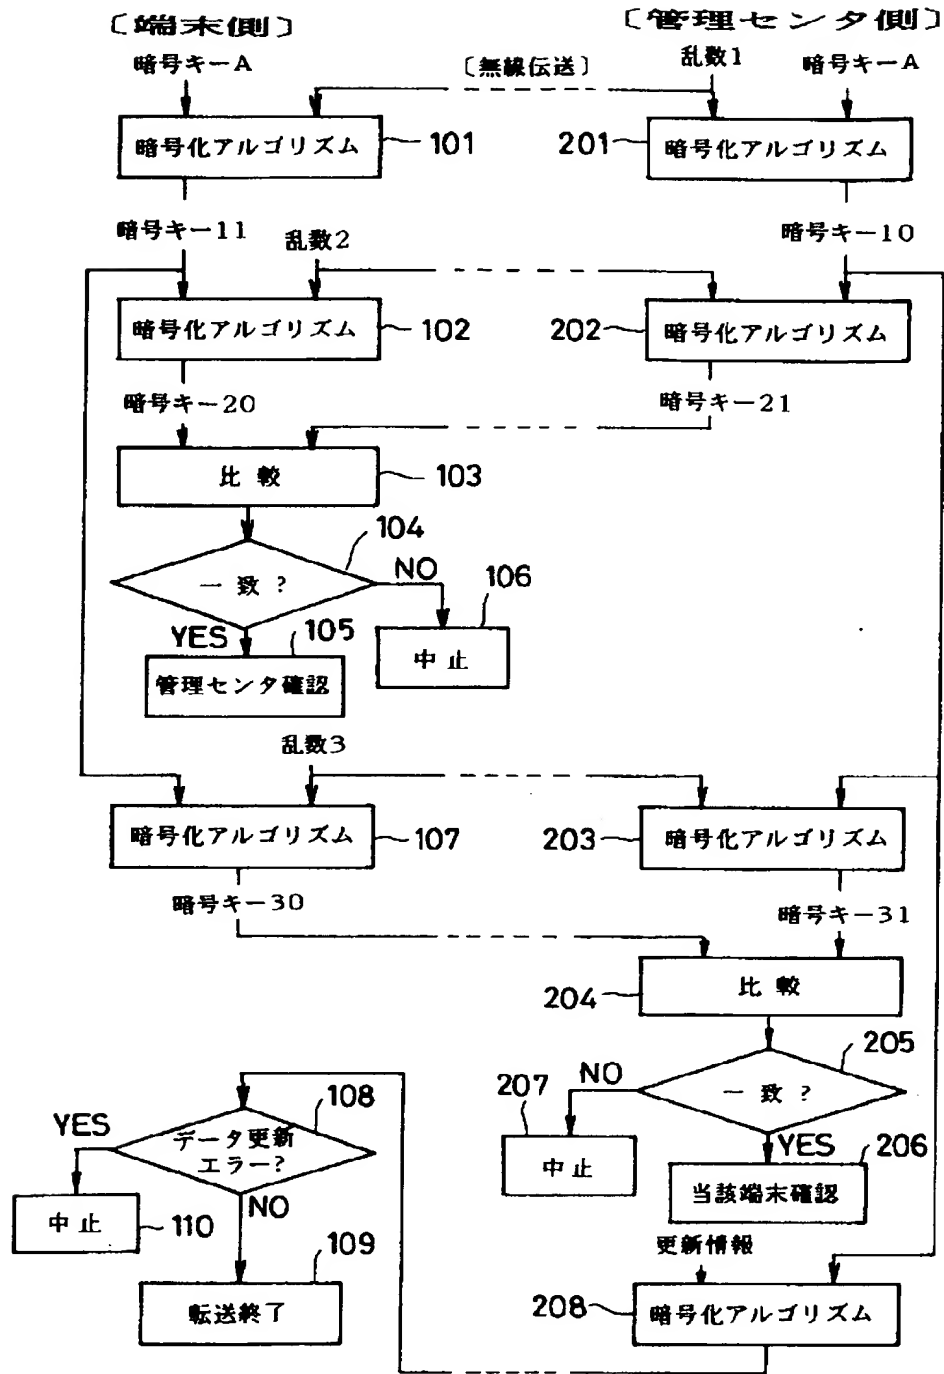 〔端末側〕
〔管理センタ側〕
暗号キーA
〔無線伝送〕
乱数1
暗号キーA
暗号化アルゴリズム
101
201
暗号化アルゴリズム
暗号キー11
乱数2
暗号キー10
暗号化アルゴリズム
102
202
暗号化アルゴリズム
暗号キー20
暗号キー21
比較
103
104
一致?
NO
106
YES
105
中止
管理センタ確認
乱数3
暗号化アルゴリズム
107
203
暗号化アルゴリズム
暗号キー30
暗号キー31
204
比較
205
207
NO
一致?
YES
206
中止
当該端末確認
108
YES
データ更新
エラー?
NO
中止
110
109
転送終了
更新情報
208
暗号化アルゴリズム